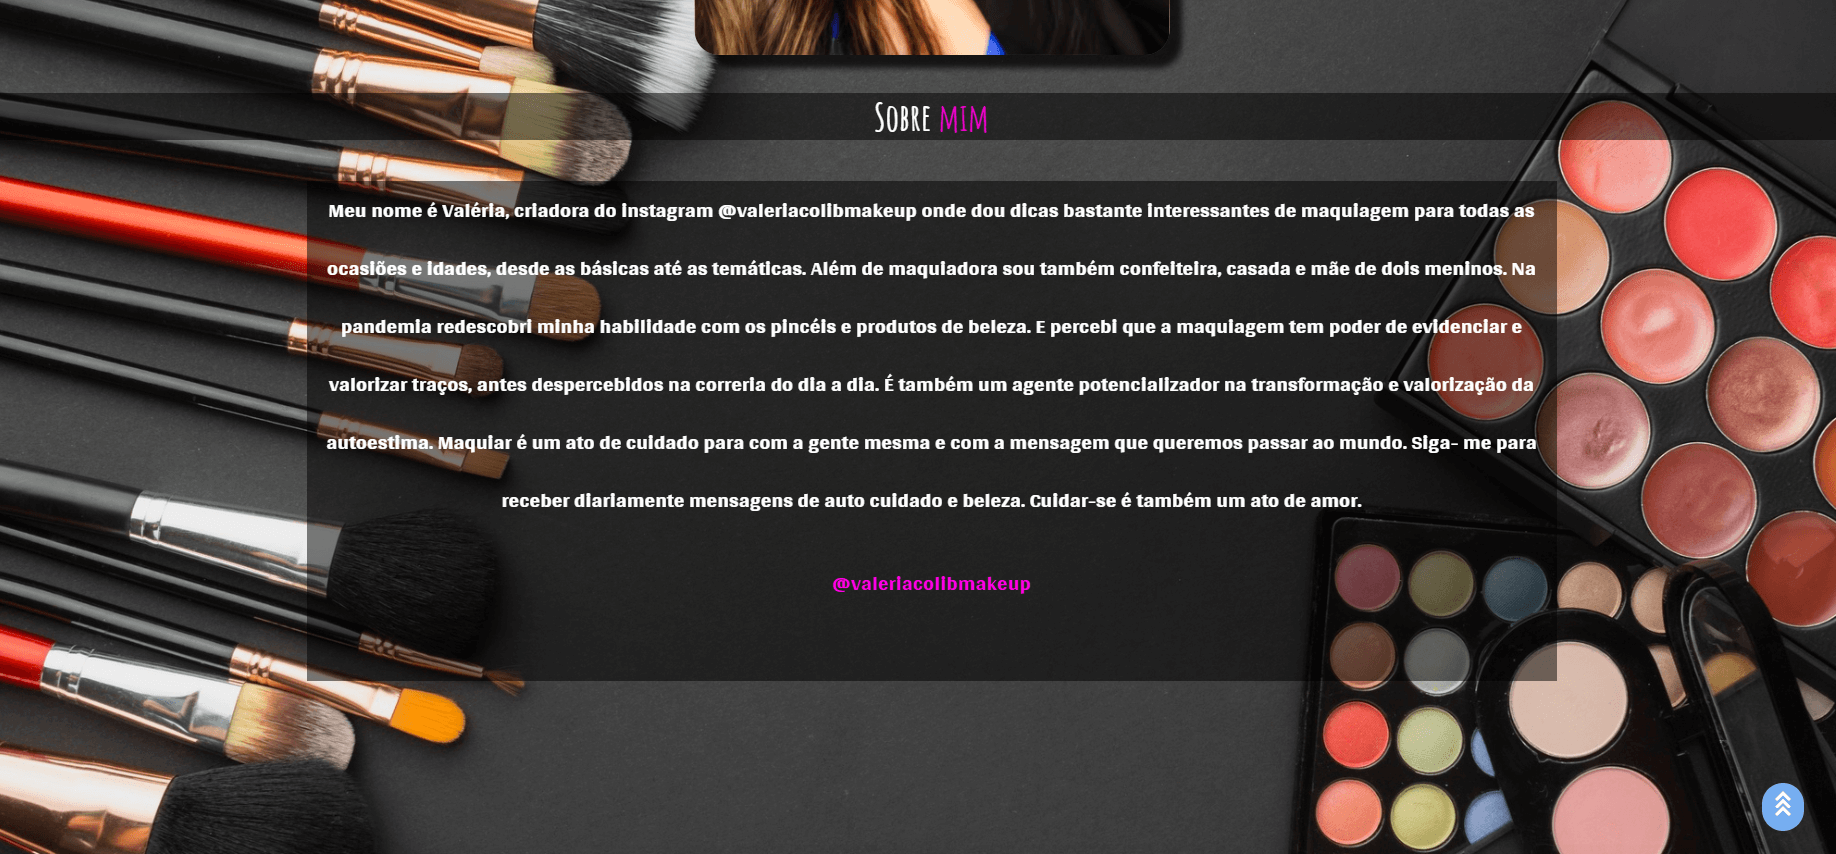 Sobre mim
Meu nome é Valéria, criadora do instagram @valeriacolibmakeup onde dou dicas bastante interessantes de maquiagem para todas as
ocasiões e idades, desde as básicas até as temáticas. Além de maquiadora sou também confeiteira, casada e mãe de dois meninos. Na
pandemia redescobri minha habilidade com os pincéis e produtos de beleza. E percebi que a maquiagem tem poder de evidenciar e
valorizar traços, antes despercebidos na correria do dia a dia. É também um agente potencializador na transformação e valorização da
autoestima. Maquiar é um ato de cuidado para com a gente mesma e com a mensagem que queremos passar ao mundo. Siga- me para
receber diariamente mensagens de auto cuidado e beleza. Cuidar-se é também um ato de amor.
@valeriacolibmakeup